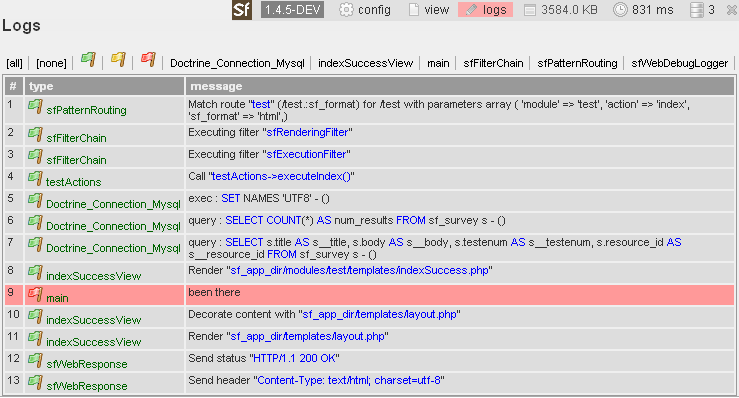 Sf 1.4.5-DEV config view logs 3584.0 KB 831 ms 3 x
Logs
[all] [none] Doctrine_Connection_Mysql indexSuccessView main sfFilterChain sfPatternRouting sfWebDebugLogger
# type message
1 sfPatternRouting Match route "test" (/test.:sf_format) for /test with parameters array ( 'module' => 'test', 'action' => 'index',
'sf_format' => 'html',)
2 sfFilterChain Executing filter "sfRenderingFilter"
3 sfFilterChain Executing filter "sfExecutionFilter"
4 testActions Call "testActions->executeIndex()"
5 Doctrine_Connection_Mysql exec : SET NAMES 'UTF8' - ()
6 Doctrine_Connection_Mysql query : SELECT COUNT(*) AS num_results FROM sf_survey s - ()
7 Doctrine_Connection_Mysql query : SELECT s.title AS s__title, s.body AS s__body, s.testenum AS s__testenum, s.resource_id AS
s__resource_id FROM sf_survey s - ()
8 indexSuccessView Render "sf_app_dir/modules/test/templates/indexSuccess.php"
9 main been there
10 indexSuccessView Decorate content with "sf_app_dir/templates/layout.php"
11 indexSuccessView Render "sf_app_dir/templates/layout.php"
12 sfWebResponse Send status "HTTP/1.1 200 OK"
13 sfWebResponse Send header "Content-Type: text/html; charset=utf-8"